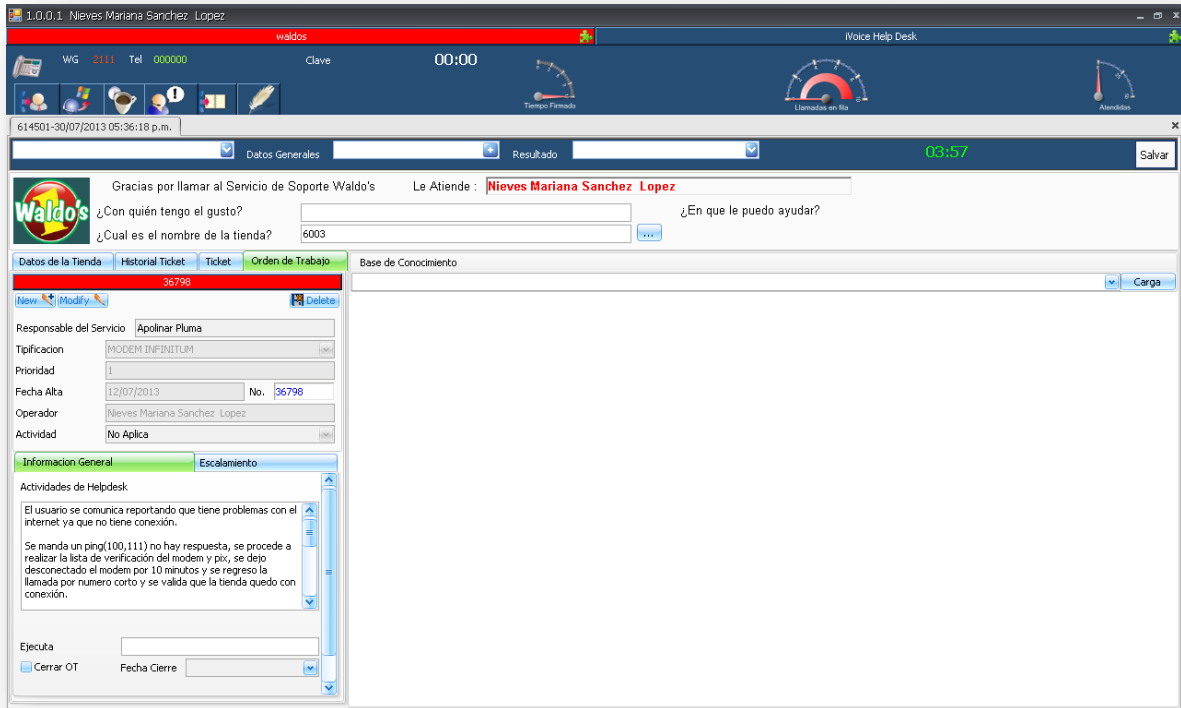 1.0.0.1 Nieves Mariana Sanchez Lopez
waldos
iVoice Help Desk
WG 2111 Tel 000000 Clave 00:00
Tiempo Firmado
Llamadas en fila
Atendidas
614501-30/07/2013 05:36:18 p.m.
Datos Generales
Resultado
03:57
Salvar
Waldo's
Gracias por llamar al Servicio de Soporte Waldo's
Le Atiende :
Nieves Mariana Sanchez Lopez
¿Con quién tengo el gusto?
¿En que le puedo ayudar?
¿Cual es el nombre de la tienda?
6003
...
Datos de la Tienda
Historial Ticket
Ticket
Orden de Trabajo
Base de Conocimiento
36798
Carga
New
Modify
Delete
Responsable del Servicio Apolinar Pluma
Tipificacion MODEM INFINITUM
Prioridad 1
Fecha Alta 12/07/2013 No. 36798
Operador Nieves Mariana Sanchez Lopez
Actividad No Aplica
Informacion General
Escalamiento
Actividades de Helpdesk
El usuario se comunica reportando que tiene problemas con el
internet ya que no tiene conexión.
Se manda un ping(100,111) no hay respuesta, se procede a
realizar la lista de verificación del modem y pix, se dejo
desconectado el modem por 10 minutos y se regreso la
llamada por numero corto y se valida que la tienda quedo con
conexión.
Ejecuta
Cerrar OT
Fecha Cierre